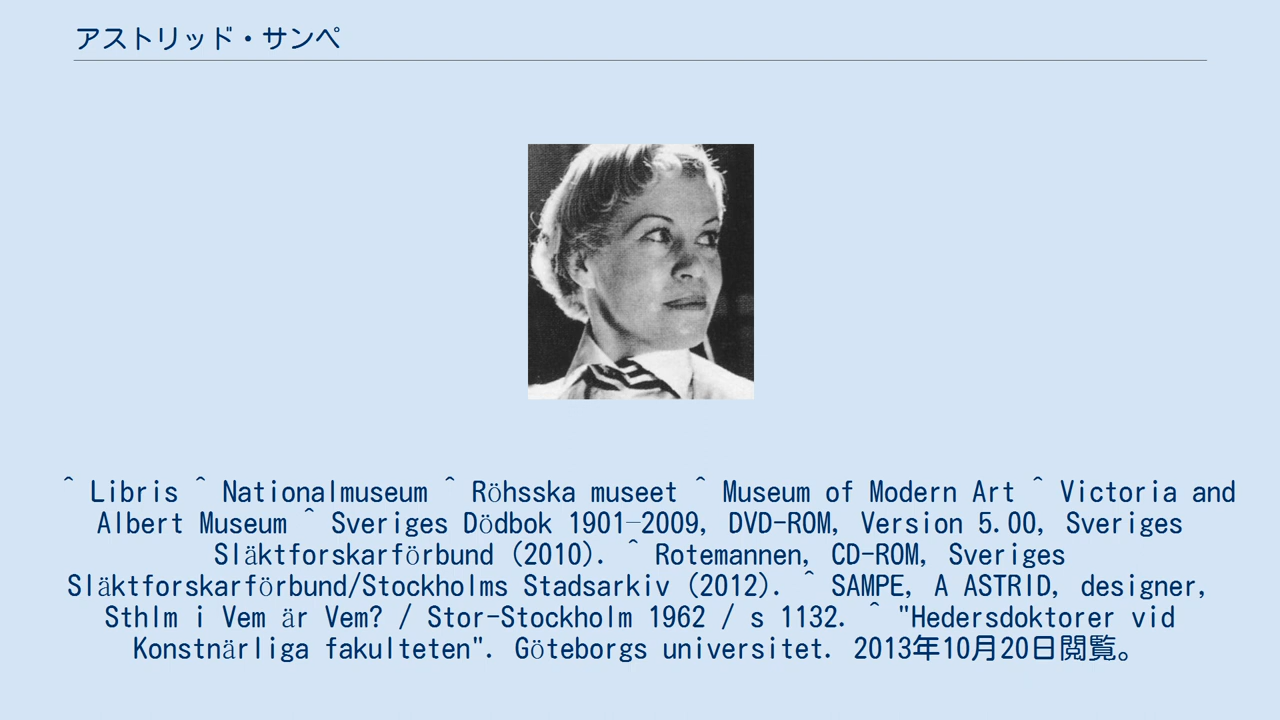 アストリッド・サンペ
^ Libris ^ Nationalmuseum ^ Röhsska museet ^ Museum of Modern Art ^ Victoria and
Albert Museum ^ Sveriges Dödbok 1901–2009, DVD-ROM, Version 5.00, Sveriges
Släktforskarförbund (2010). ^ Rotemannen, CD-ROM, Sveriges
Släktforskarförbund/Stockholms Stadsarkiv (2012). ^ SAMPE, A ASTRID, designer,
Sthlm i Vem är Vem? / Stor-Stockholm 1962 / s 1132. ^ "Hedersdoktorer vid
Konstnärliga fakulteten". Göteborgs universitet. 2013年10月20日閲覧。